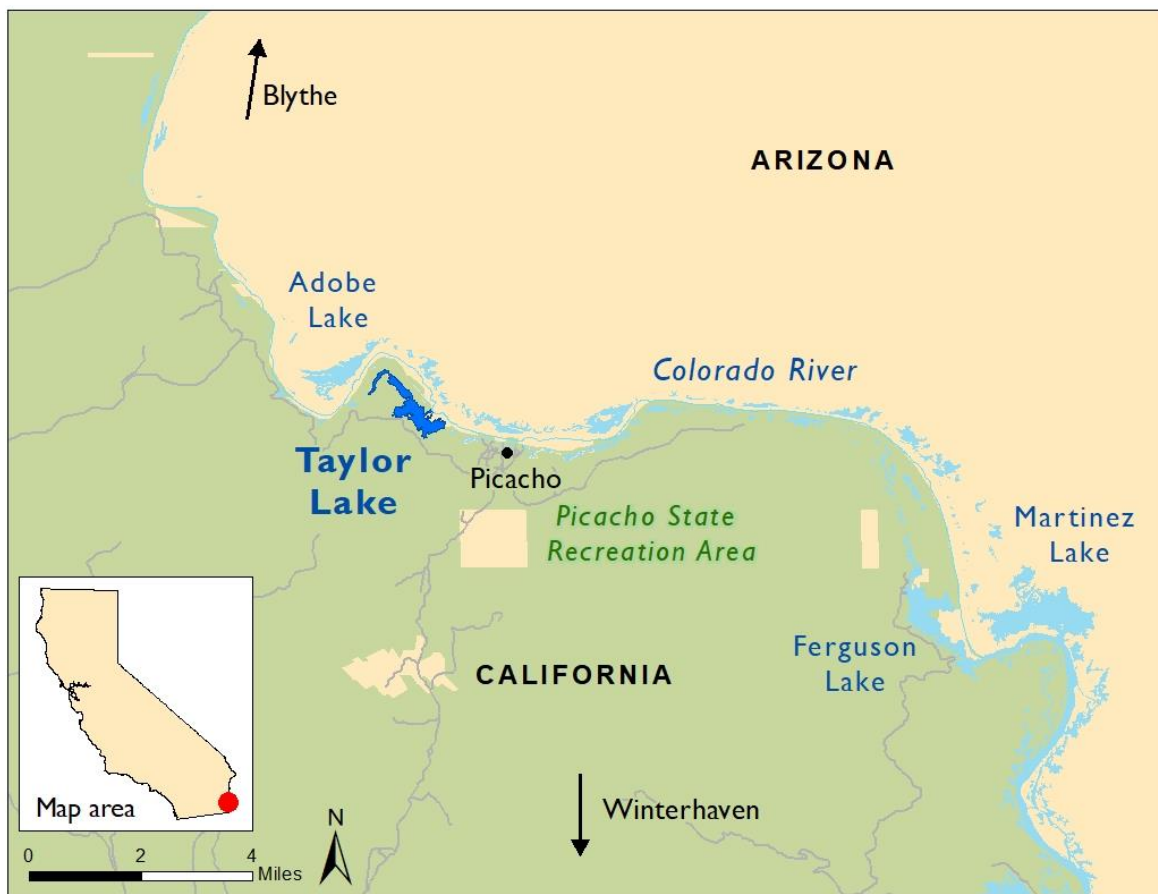 Blythe
ARIZONA
Adobe
Lake
Colorado River
Taylor
Lake
Picacho
Picacho State
Recreation Area
Martinez
Lake
Ferguson
Lake
CALIFORNIA
Winterhaven
Map area
N
0 2 4
Miles